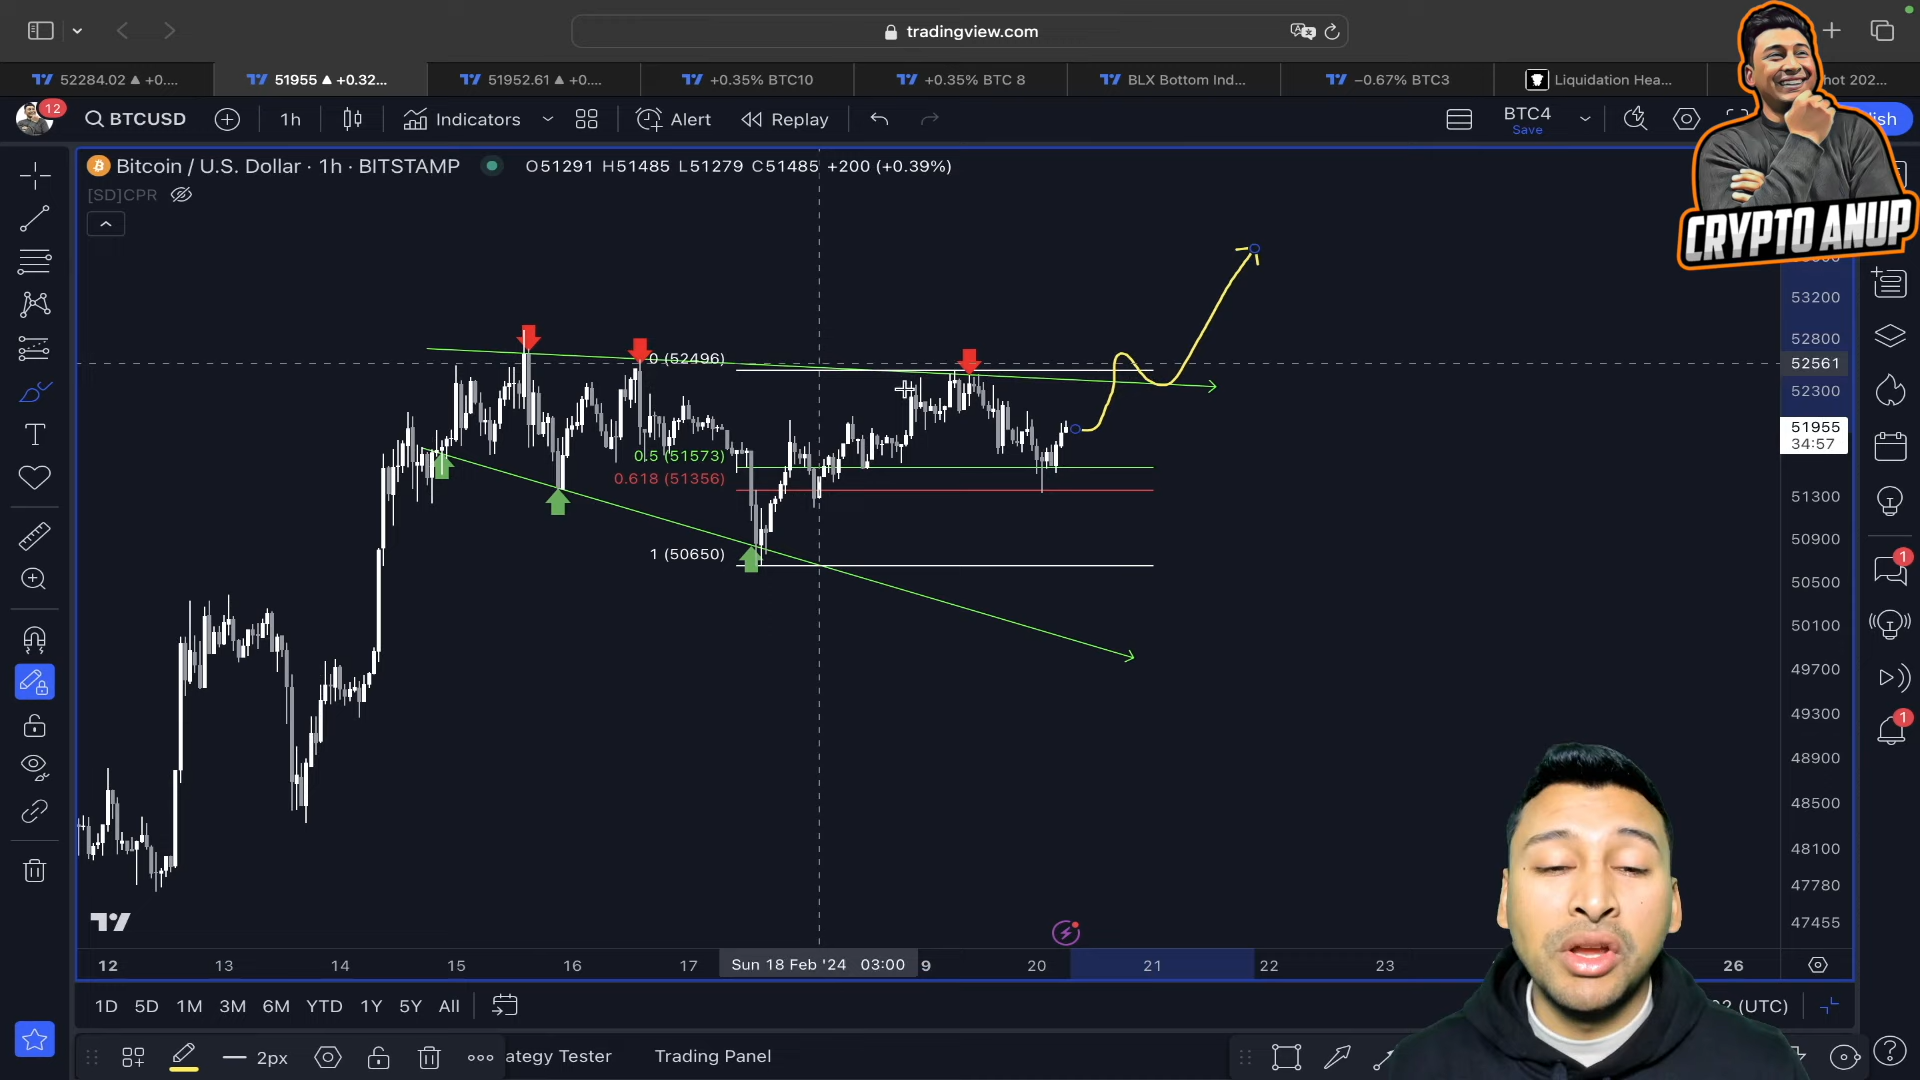 tradingview.com
52284.02 ▲ +0....
51955 ▲ +0.32...
51952.61 ▲ +0...
+0.35% BTC10
+0.35% BTC 8
BLX Bottom Ind...
−0.67% BTC3
Liquidation Hea...
hot 202...
12
BTCUSD
1h
Indicators
Alert
Replay
BTC4
Save
CRYPTO ANUP
Bitcoin / U.S. Dollar · 1h · BITSTAMP
O51291 H51485 L51279 C51485 +200 (+0.39%)
[SD]CPR
53200
52800
52561
52300
51955
34:57
51300
50900
50500
50100
49700
49300
48900
48500
48100
47780
47455
0 (52496)
0.5 (51573)
0.618 (51356)
1 (50650)
1
1
12 13 14 15 16 17 Sun 18 Feb '24 03:00 9 20 21 22 23 26
1D 5D 1M 3M 6M YTD 1Y 5Y All
(UTC)
2px
ategy Tester
Trading Panel